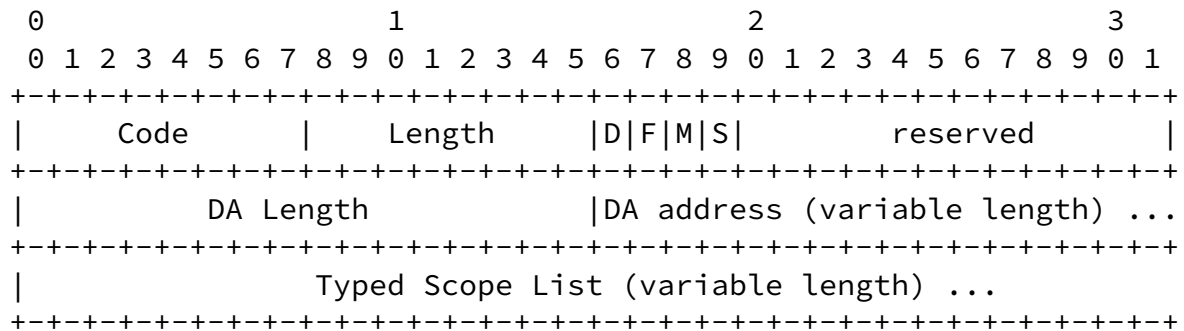 0                   1                   2                   3
 0 1 2 3 4 5 6 7 8 9 0 1 2 3 4 5 6 7 8 9 0 1 2 3 4 5 6 7 8 9 0 1
+-+-+-+-+-+-+-+-+-+-+-+-+-+-+-+-+-+-+-+-+-+-+-+-+-+-+-+-+-+-+-+-+
|     Code      |    Length     |D|F|M|S|        reserved       |
+-+-+-+-+-+-+-+-+-+-+-+-+-+-+-+-+-+-+-+-+-+-+-+-+-+-+-+-+-+-+-+-+
|          DA Length            |DA address (variable length) ...
+-+-+-+-+-+-+-+-+-+-+-+-+-+-+-+-+-+-+-+-+-+-+-+-+-+-+-+-+-+-+-+-+
|                Typed Scope List (variable length) ...
+-+-+-+-+-+-+-+-+-+-+-+-+-+-+-+-+-+-+-+-+-+-+-+-+-+-+-+-+-+-+-+-+